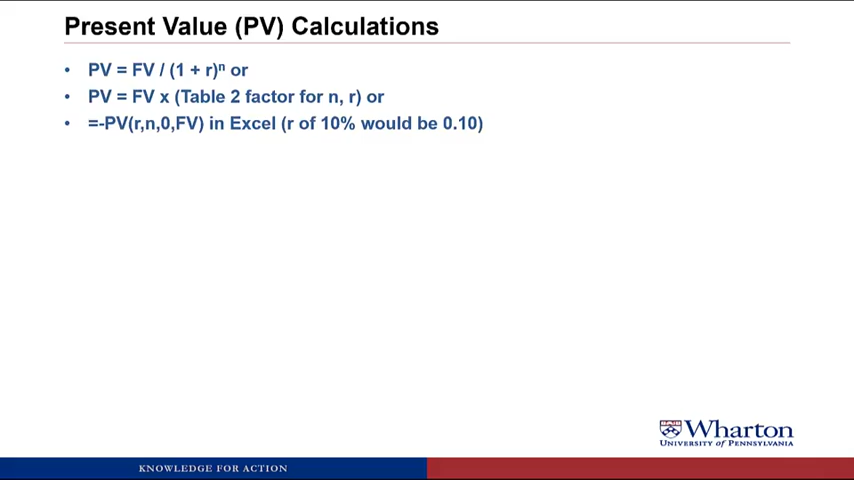 Present Value (PV) Calculations
• PV = FV / (1 + r)ⁿ or
• PV = FV x (Table 2 factor for n, r) or
• =-PV(r,n,0,FV) in Excel (r of 10% would be 0.10)
Wharton
UNIVERSITY of PENNSYLVANIA
KNOWLEDGE FOR ACTION